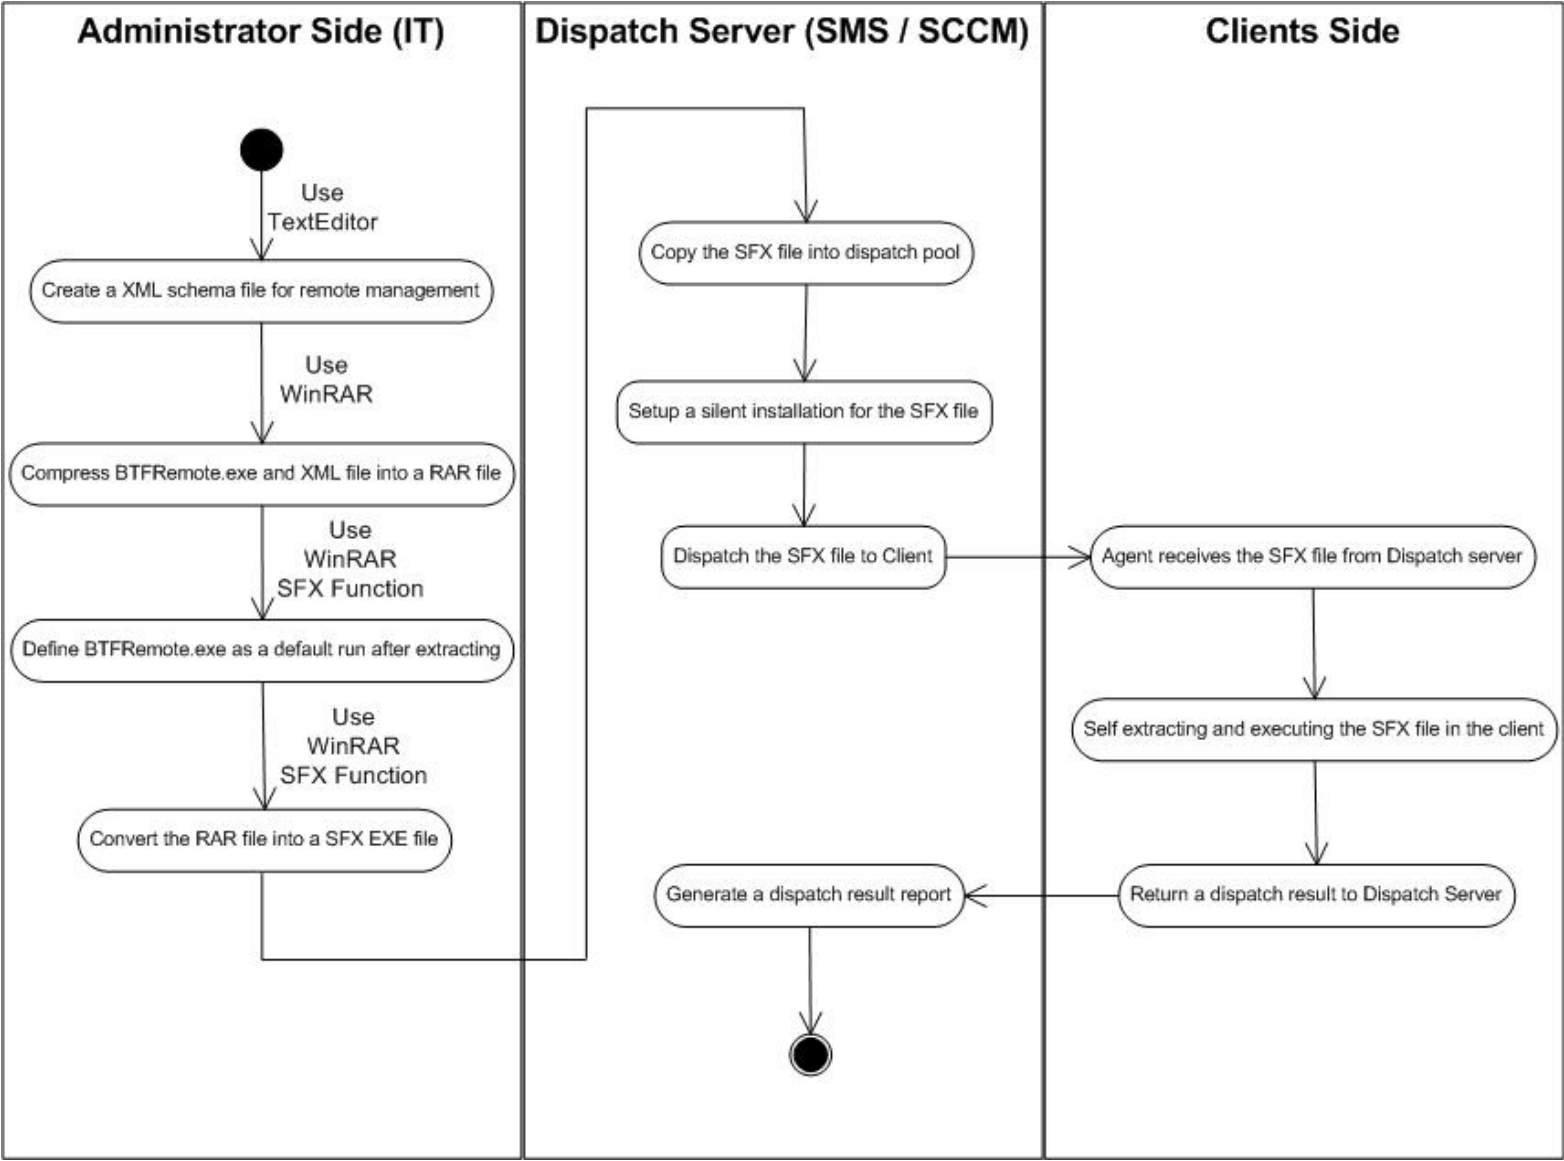 Administrator Side (IT)
Dispatch Server (SMS / SCCM)
Clients Side
Use
TextEditor
Create a XML schema file for remote management
Use
WinRAR
Compress BTFRemote.exe and XML file into a RAR file
Use
WinRAR
SFX Function
Define BTFRemote.exe as a default run after extracting
Use
WinRAR
SFX Function
Convert the RAR file into a SFX EXE file
Copy the SFX file into dispatch pool
Setup a silent installation for the SFX file
Dispatch the SFX file to Client
Agent receives the SFX file from Dispatch server
Self extracting and executing the SFX file in the client
Return a dispatch result to Dispatch Server
Generate a dispatch result report